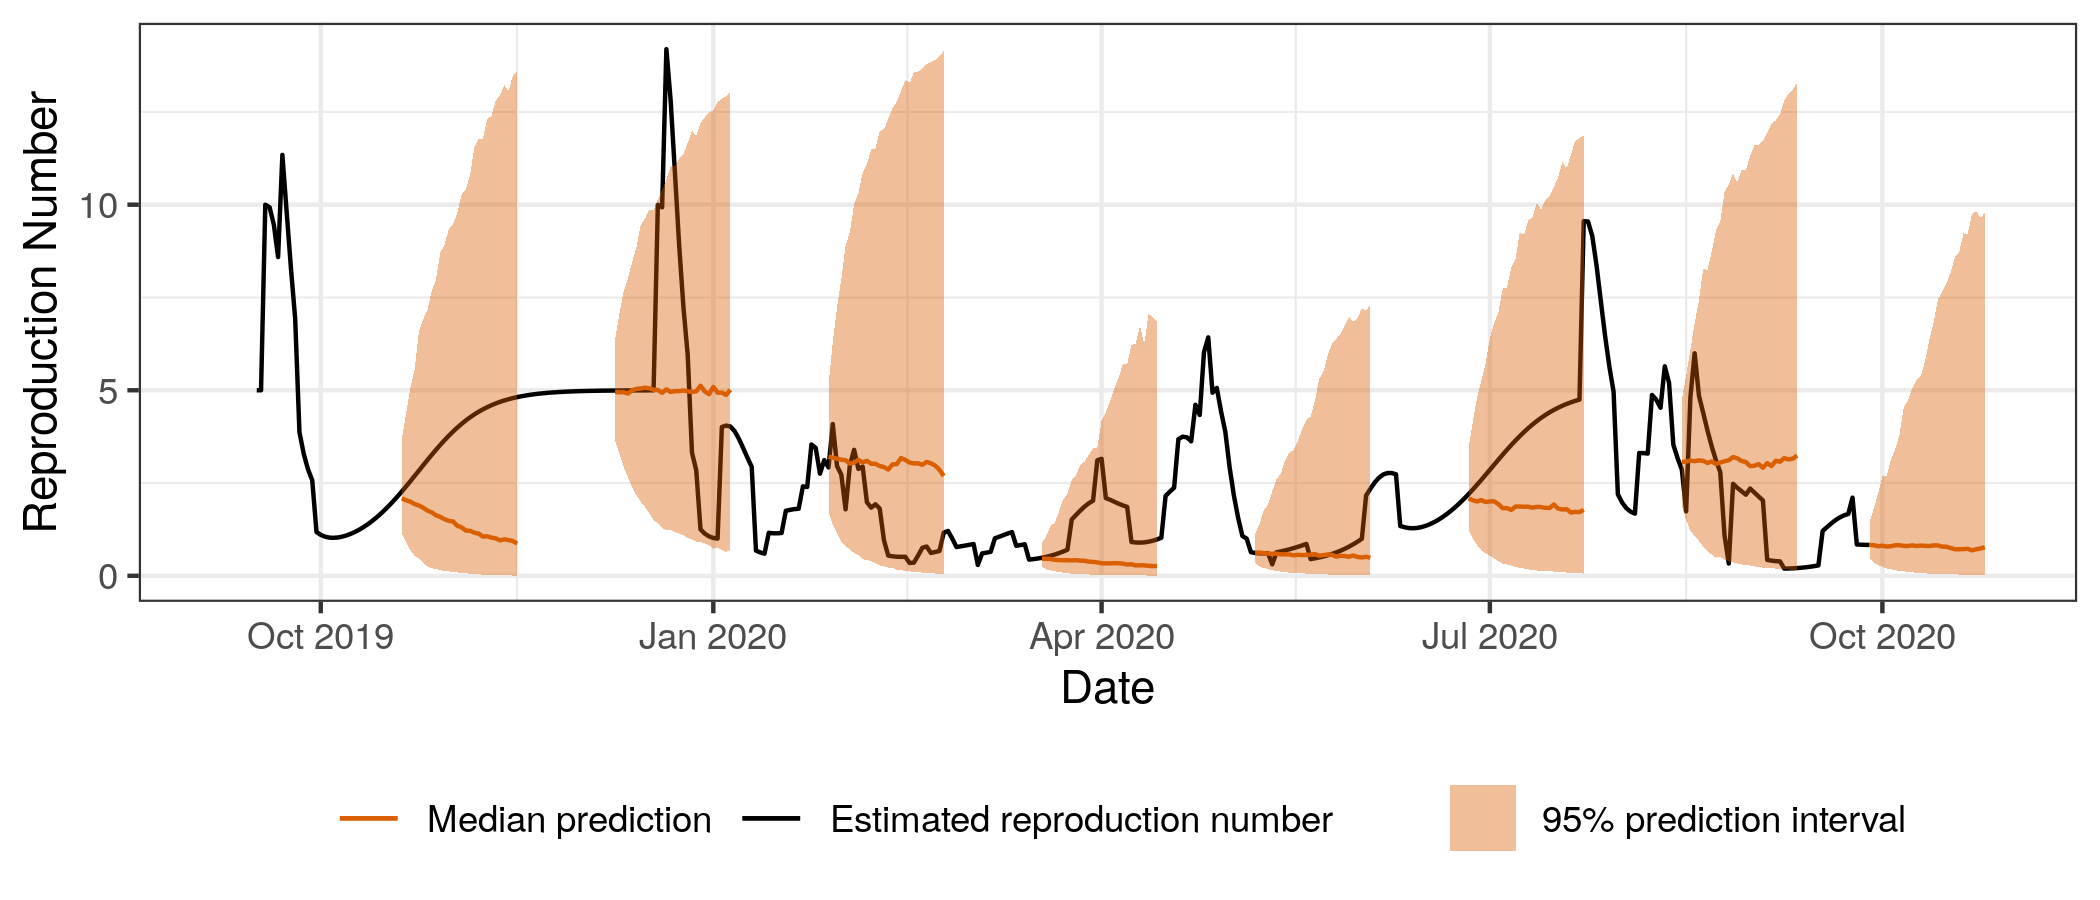 Reproduction Number
10
5
0
Oct 2019
Jan 2020
Apr 2020
Jul 2020
Oct 2020
Date
Median prediction
Estimated reproduction number
95% prediction interval